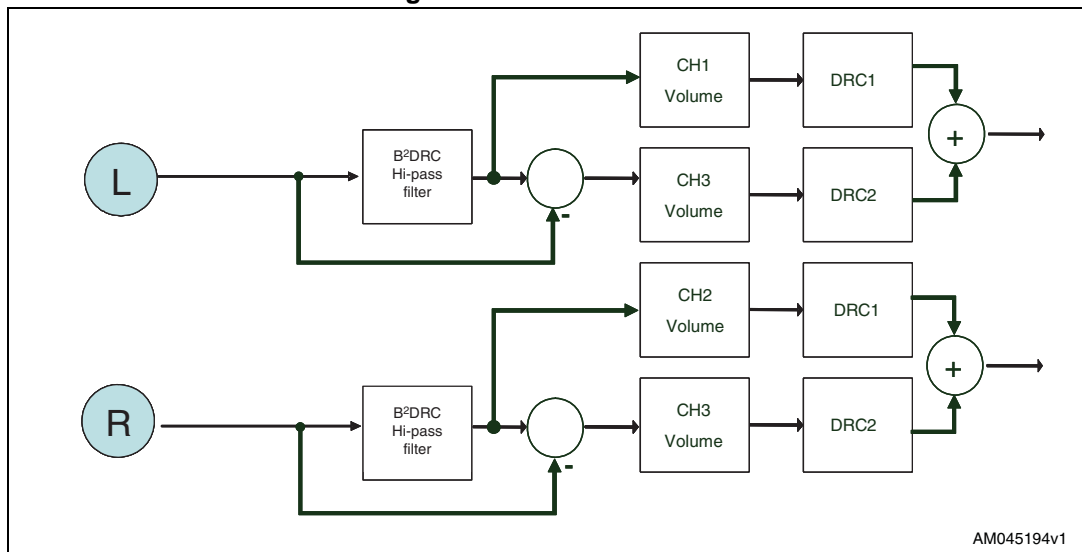 L
B²DRC
Hi-pass
filter
-
CH1
Volume
DRC1
CH3
Volume
DRC2
+
R
B²DRC
Hi-pass
filter
-
CH2
Volume
DRC1
CH3
Volume
DRC2
+
AM045194v1